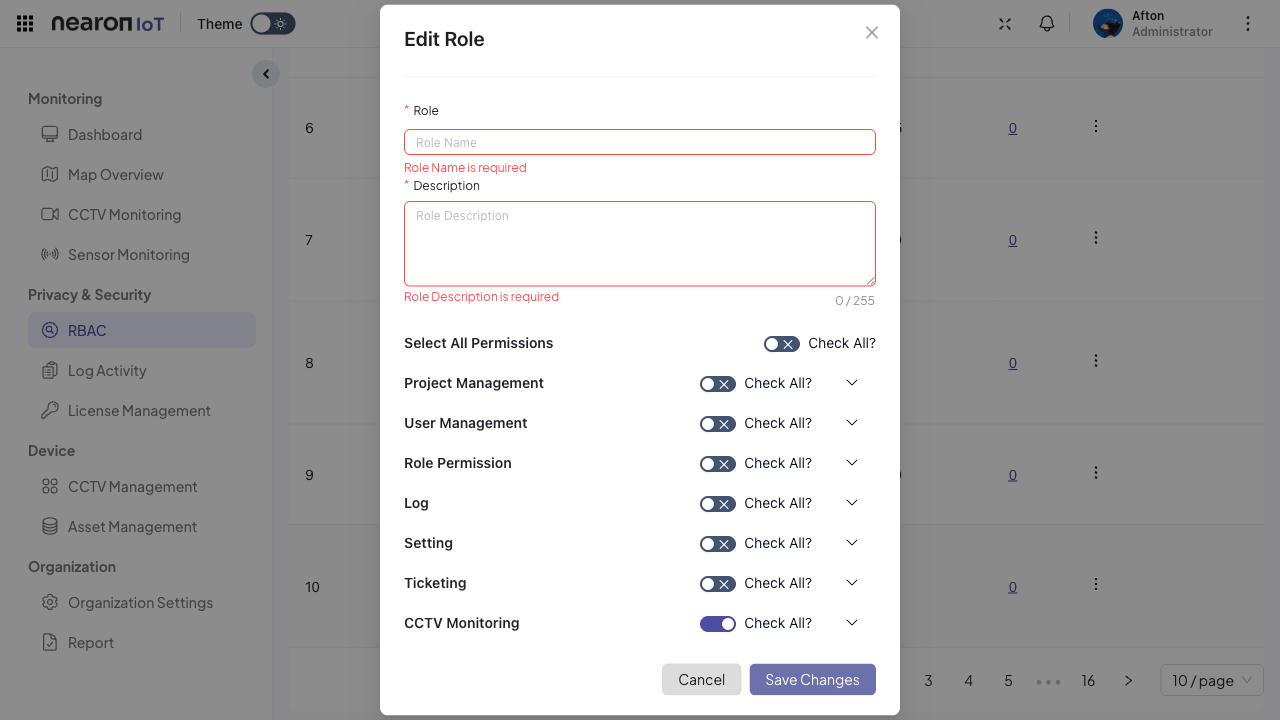 nearon IoT
Theme
Afton
Administrator
Monitoring
Dashboard
Map Overview
CCTV Monitoring
Sensor Monitoring
Privacy & Security
RBAC
Log Activity
License Management
Device
CCTV Management
Asset Management
Organization
Organization Settings
Report
6
0
7
0
8
0
9
0
10
0
3
4
5
16
10 / page
Edit Role
* Role
Role Name
Role Name is required
* Description
Role Description
Role Description is required
0 / 255
Select All Permissions Check All?
Project Management Check All?
User Management Check All?
Role Permission Check All?
Log Check All?
Setting Check All?
Ticketing Check All?
CCTV Monitoring Check All?
Cancel
Save Changes